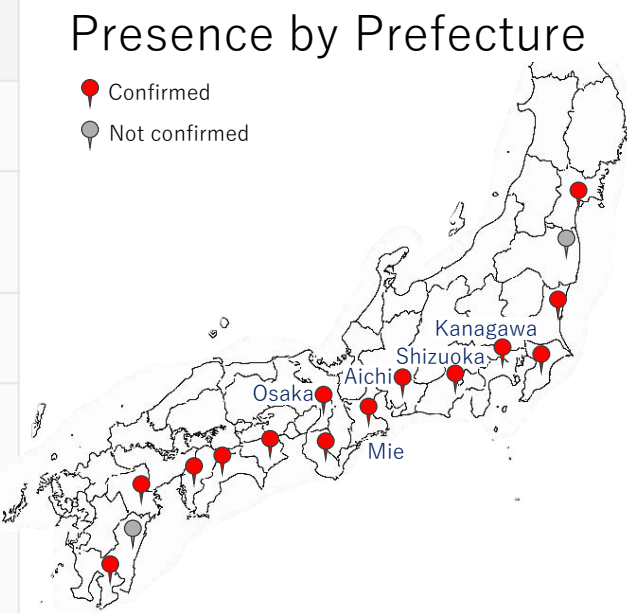 Presence by Prefecture
Confirmed
Not confirmed
Kanagawa
Shizuoka
Aichi
Osaka
Mie